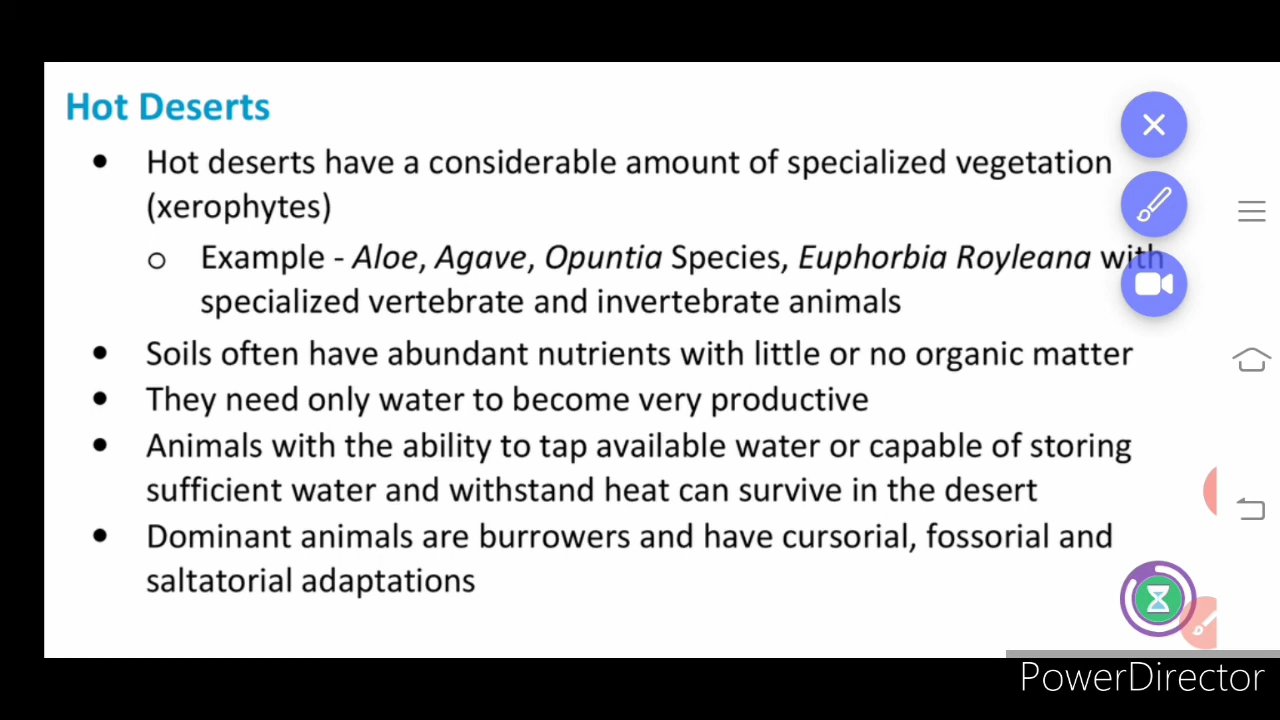 Hot Deserts
• Hot deserts have a considerable amount of specialized vegetation
(xerophytes)
o Example - Aloe, Agave, Opuntia Species, Euphorbia Royleana with
specialized vertebrate and invertebrate animals
• Soils often have abundant nutrients with little or no organic matter
• They need only water to become very productive
• Animals with the ability to tap available water or capable of storing
sufficient water and withstand heat can survive in the desert
• Dominant animals are burrowers and have cursorial, fossorial and
saltatorial adaptations
PowerDirector